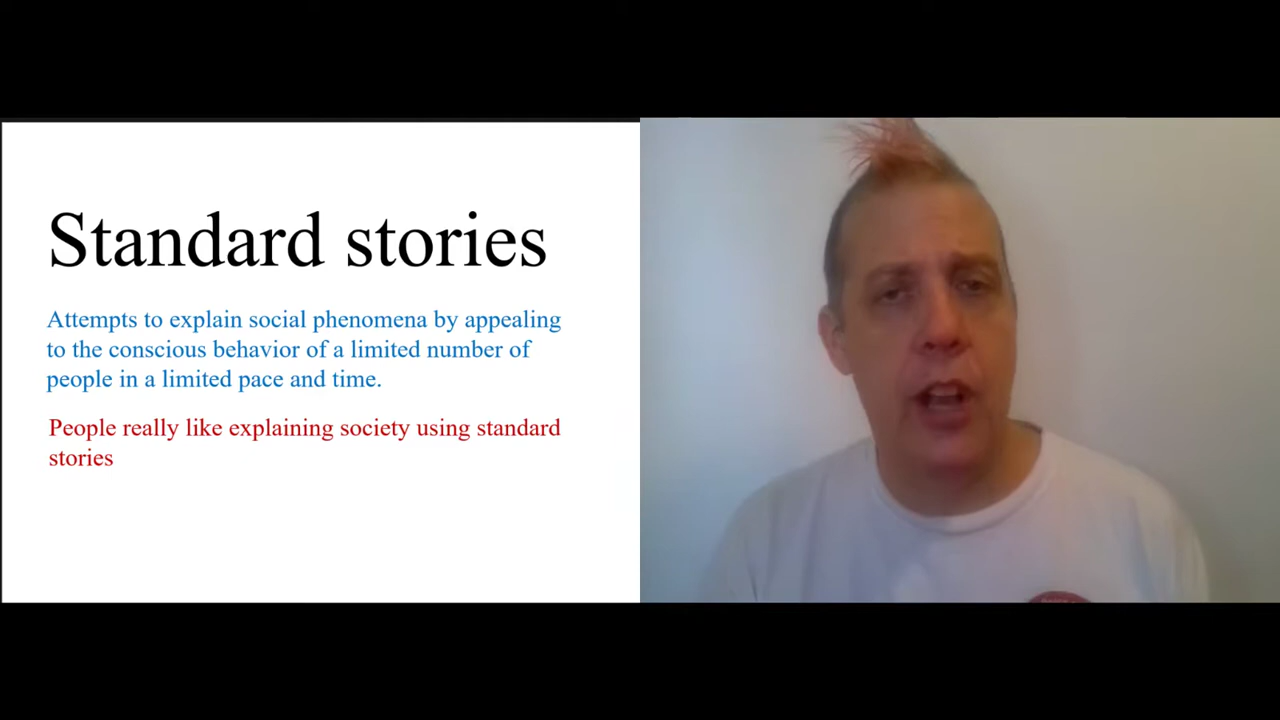 Standard stories
Attempts to explain social phenomena by appealing
to the conscious behavior of a limited number of
people in a limited pace and time.
People really like explaining society using standard
stories